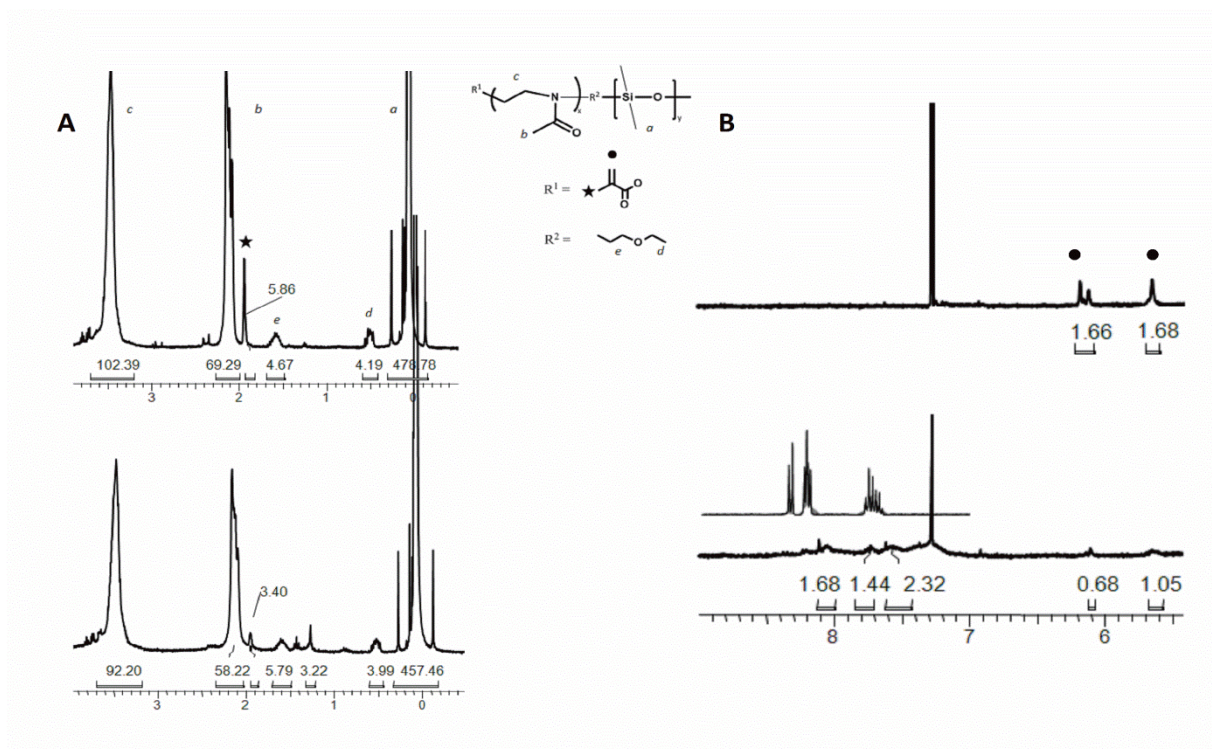 A
c
b
a
5.86
e
d
102.39 69.29 4.67 4.19 478.78
3 2 1 0
3.40
92.20 58.22 5.79 3.22 3.99 457.46
3 2 1 0
R1
c
N
x
R2
Si
O
y
b
O
a
R1 =
O
O
R2 =
O
e
d
B
1.66 1.68
1.68 1.44 2.32 0.68 1.05
8 7 6